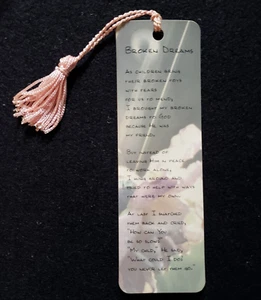 Broken Dreams
As children bring
their broken toys
with tears
for us to mend,
I brought my broken
dreams to God
because He was
my friend.
But instead of
leaving Him in peace
to work alone,
I hung around and
tried to help with ways
that were my own.
At last I snatched
them back and cried,
"How can you
be so slow?"
"My child," He said,
"What could I do?
You never let them go."